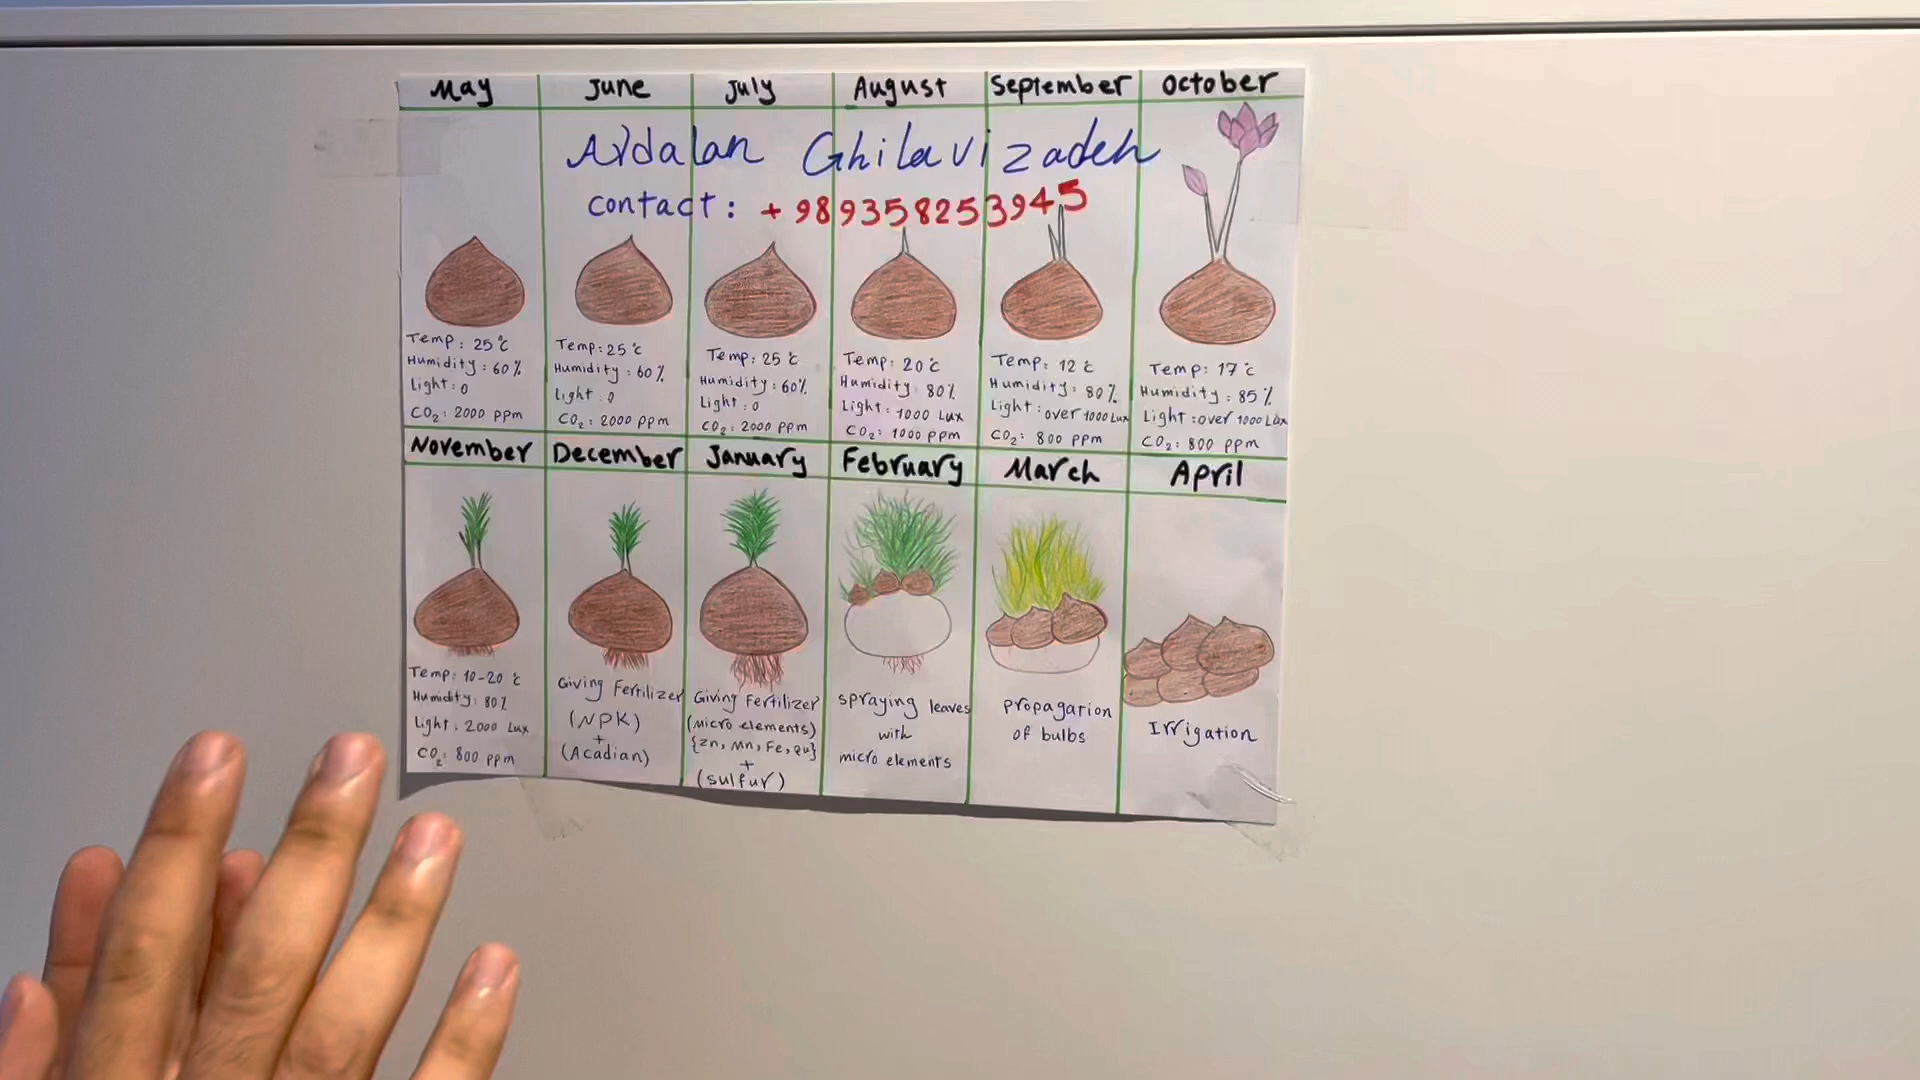 May June July August September October
Ardalan Ghilavizadeh
contact: +989358253945
Temp: 25°c
Humidity: 60%
Light: 0
CO2: 2000 ppm
Temp: 25°c
Humidity: 60%
Light: 0
CO2: 2000 ppm
Temp: 25°c
Humidity: 60%
Light: 0
CO2: 2000 ppm
Temp: 20°c
Humidity: 80%
Light: 1000 Lux
CO2: 1000 ppm
Temp: 12°c
Humidity: 80%
Light: over 1000 Lux
CO2: 800 ppm
Temp: 17°c
Humidity: 85%
Light: over 1000 Lux
CO2: 800 ppm
November December January February March April
Temp: 10-20°c
Humidity: 80%
Light: 2000 Lux
CO2: 800 ppm
Giving Fertilizer
(NPK)
+
(Acadian)
Giving Fertilizer
(micro elements)
{Zn, Mn, Fe, qu}
+
(sulfur)
spraying leaves
with
micro elements
propagation
of bulbs
Irrigation